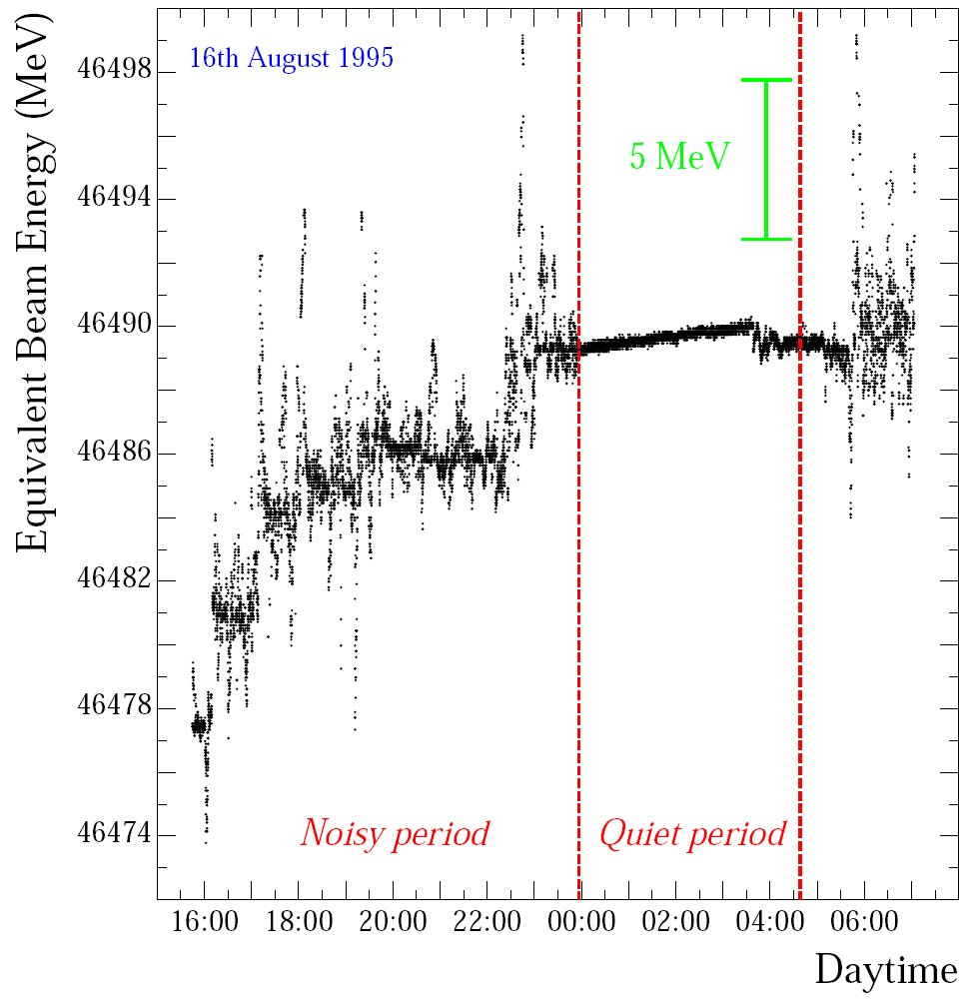 Equivalent Beam Energy (MeV)
16th August 1995
46498
46494
46490
46486
46482
46478
46474
5 MeV
Noisy period
Quiet period
16:00 18:00 20:00 22:00 00:00 02:00 04:00 06:00
Daytime